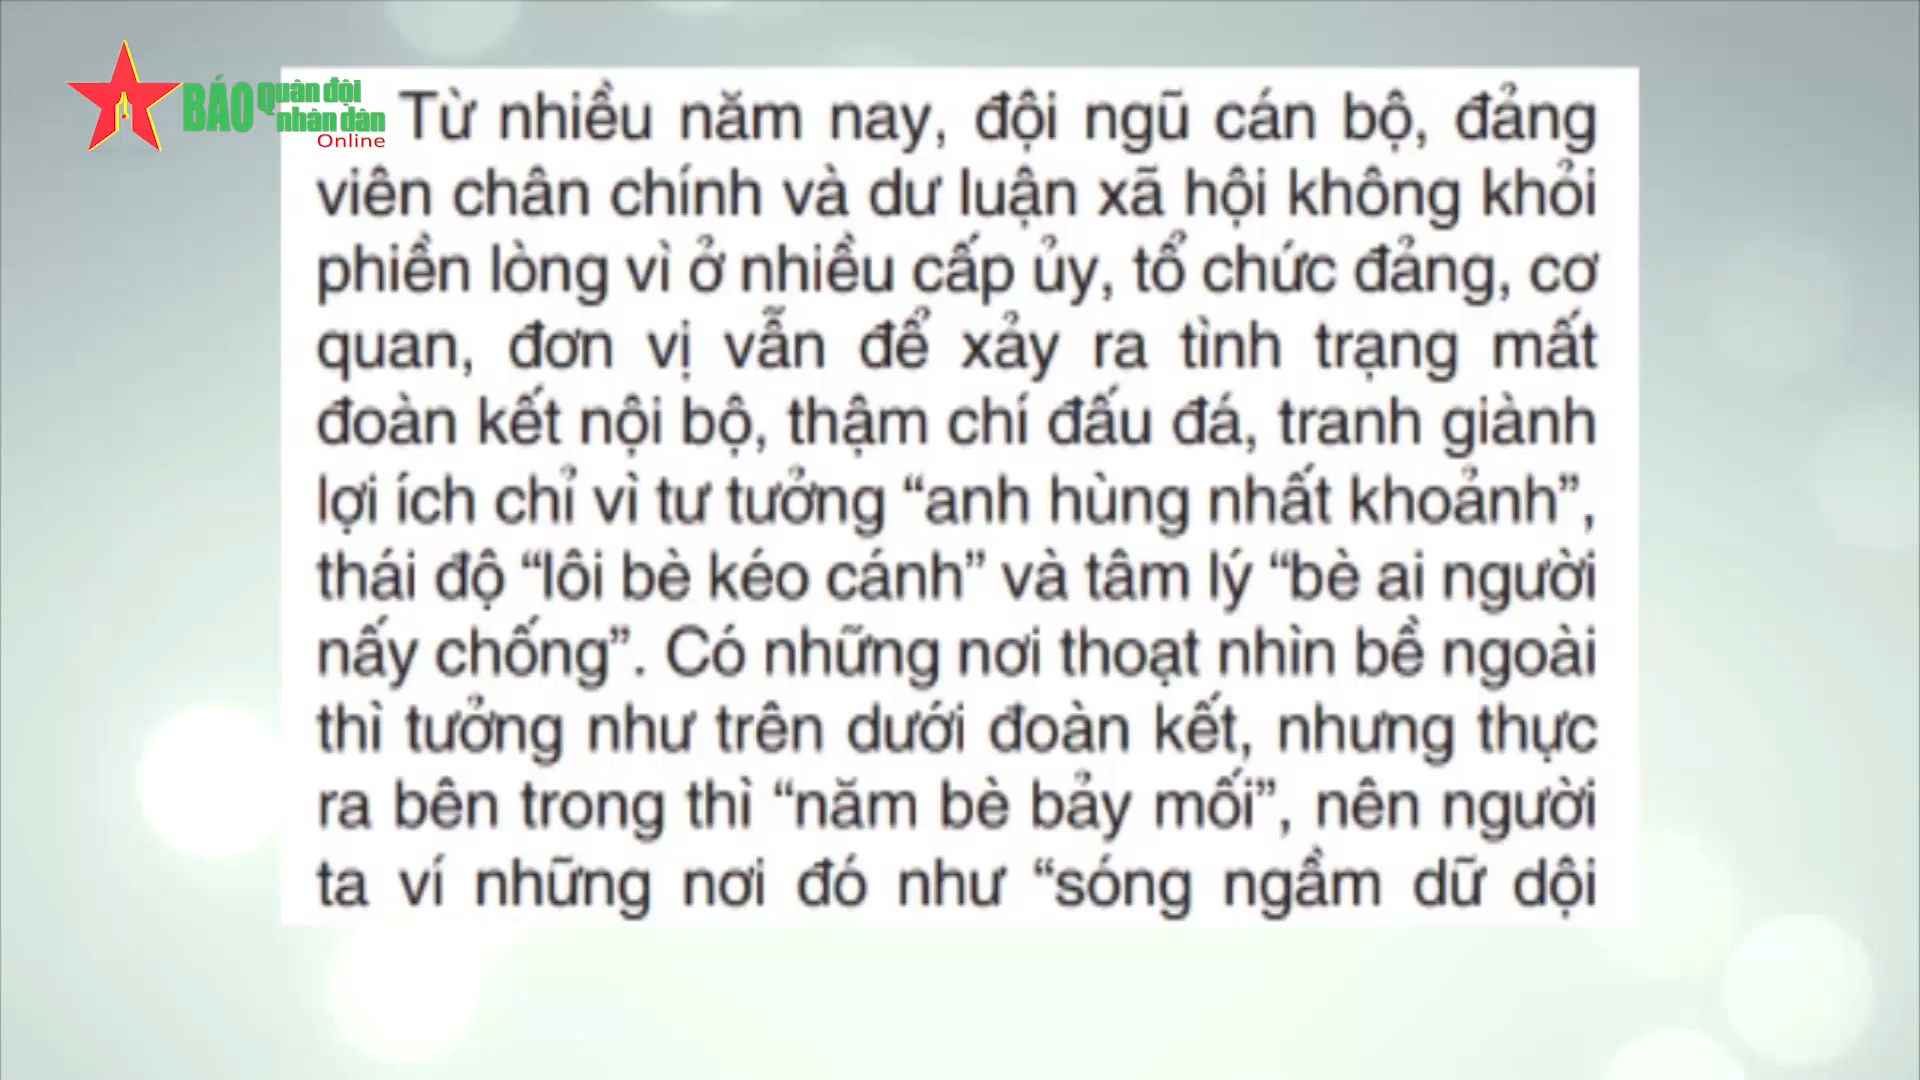 BÁO Quân đội
nhân dân
Online
Từ nhiều năm nay, đội ngũ cán bộ, đảng
viên chân chính và dư luận xã hội không khỏi
phiền lòng vì ở nhiều cấp ủy, tổ chức đảng, cơ
quan, đơn vị vẫn để xảy ra tình trạng mất
đoàn kết nội bộ, thậm chí đấu đá, tranh giành
lợi ích chỉ vì tư tưởng “anh hùng nhất khoảnh”,
thái độ “lôi bè kéo cánh” và tâm lý “bè ai người
nấy chống”. Có những nơi thoạt nhìn bề ngoài
thì tưởng như trên dưới đoàn kết, nhưng thực
ra bên trong thì “năm bè bảy mối”, nên người
ta ví những nơi đó như “sóng ngầm dữ dội